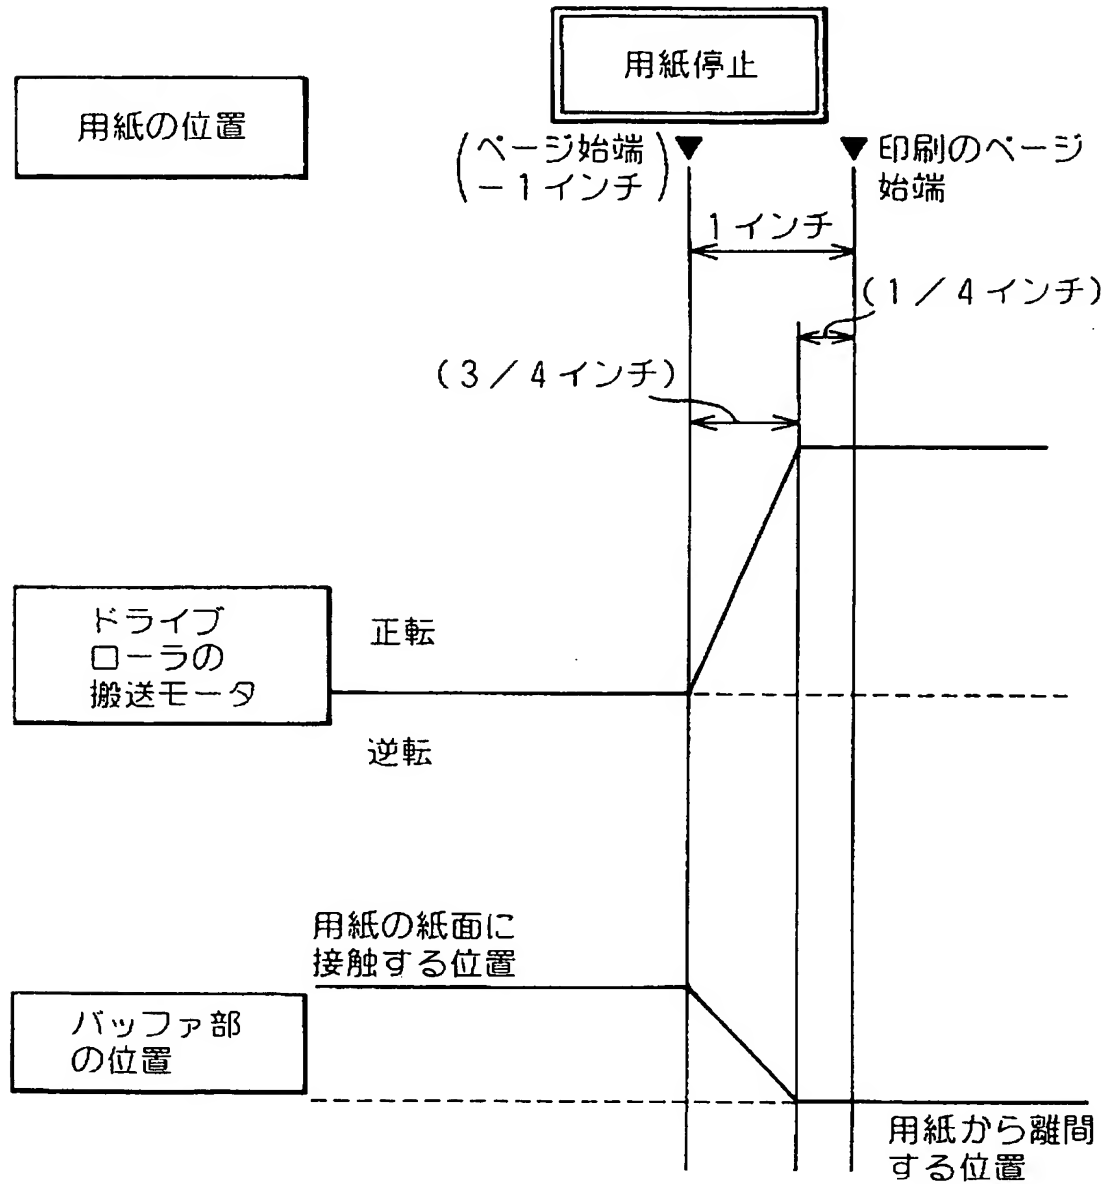 用紙停止
用紙の位置
(ページ始端
−1インチ)
印刷のページ
始端
1インチ
(1/4インチ)
(3/4インチ)
ドライブ
ローラの
搬送モータ
正転
逆転
用紙の紙面に
接触する位置
バッファ部
の位置
用紙から離間
する位置